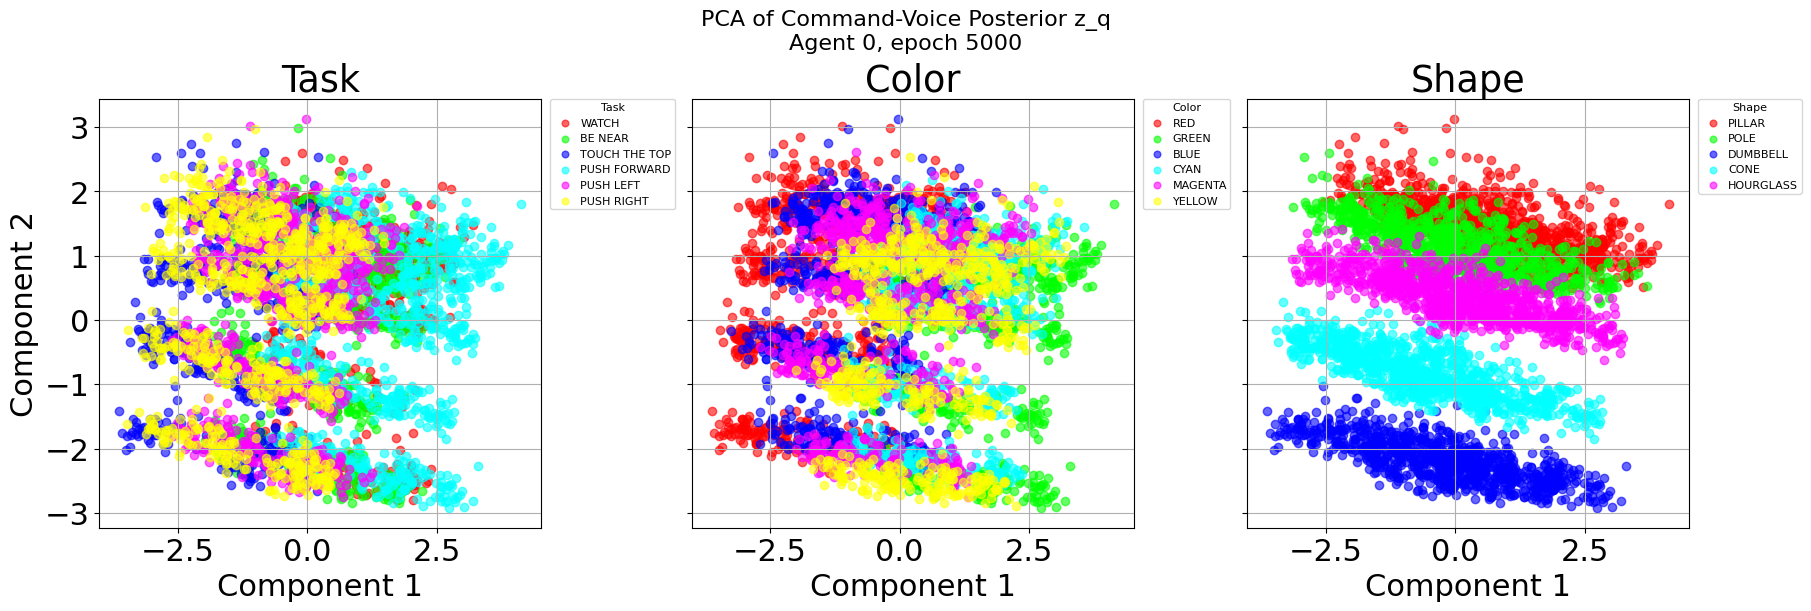 PCA of Command-Voice Posterior z_q
Agent 0, epoch 5000
Task
Color
Shape
Task
WATCH
BE NEAR
TOUCH THE TOP
PUSH FORWARD
PUSH LEFT
PUSH RIGHT
Color
RED
GREEN
BLUE
CYAN
MAGENTA
YELLOW
Shape
PILLAR
POLE
DUMBBELL
CONE
HOURGLASS
Component 2
3
2
1
0
−1
−2
−3
−2.5 0.0 2.5
−2.5 0.0 2.5
−2.5 0.0 2.5
Component 1
Component 1
Component 1